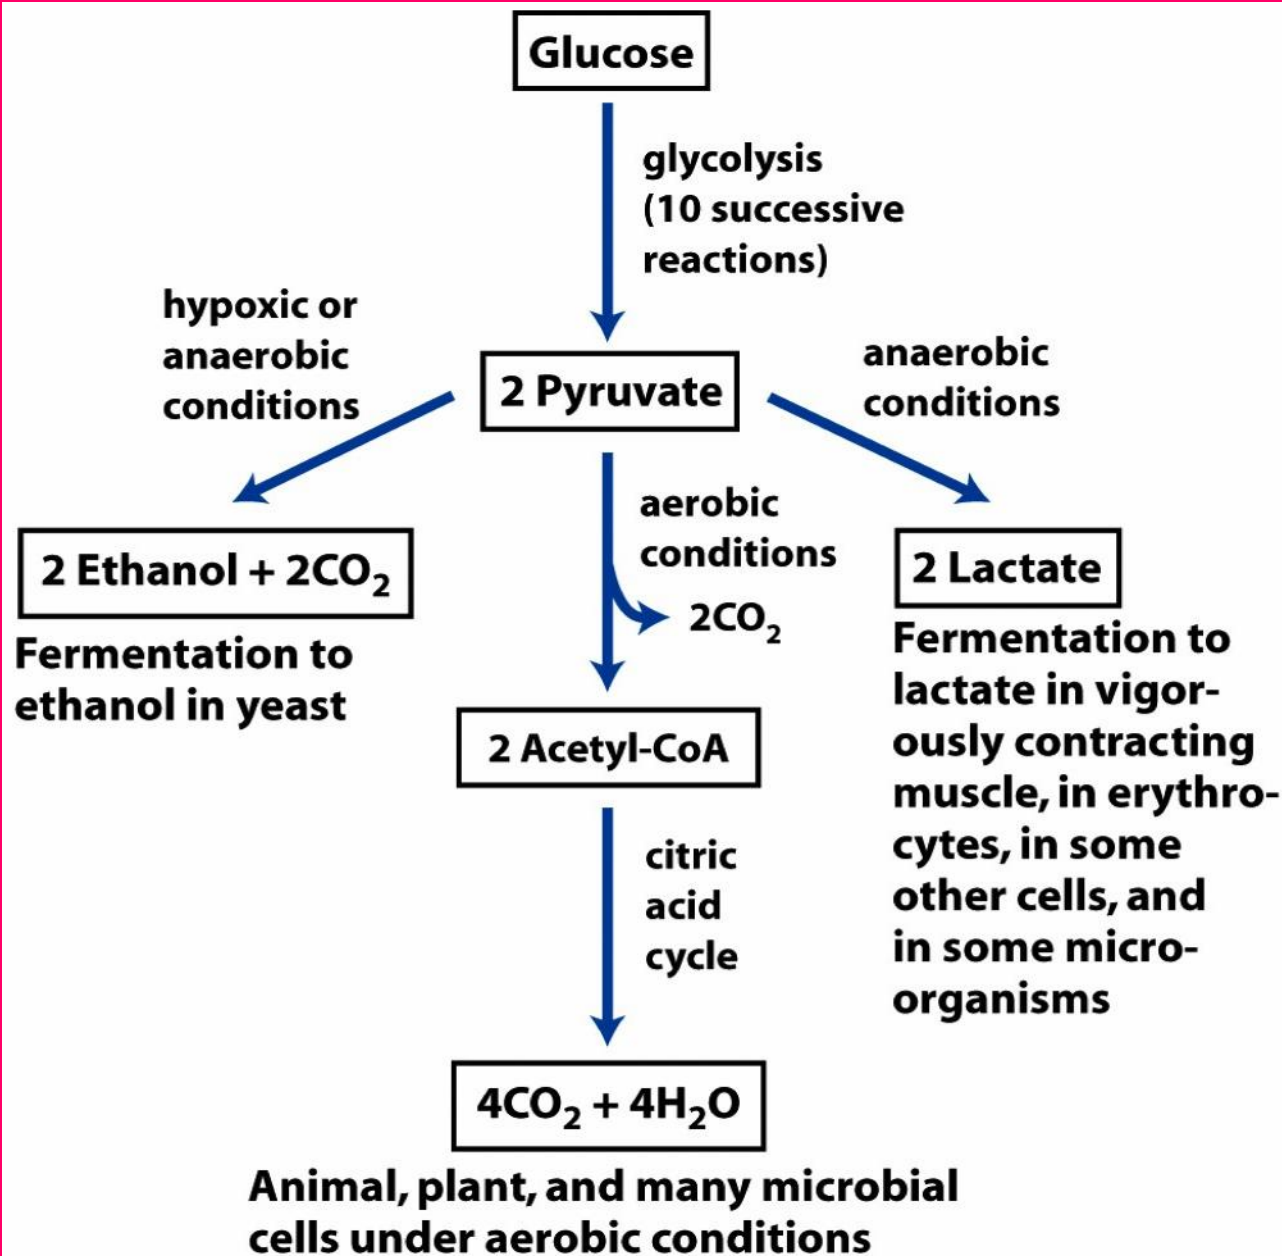 Glucose
glycolysis
(10 successive
reactions)
hypoxic or
anaerobic
conditions
2 Pyruvate
anaerobic
conditions
2 Ethanol + 2CO₂
Fermentation to
ethanol in yeast
aerobic
conditions
2CO₂
2 Lactate
Fermentation to
lactate in vigor-
ously contracting
muscle, in erythro-
cytes, in some
other cells, and
in some micro-
organisms
2 Acetyl-CoA
citric
acid
cycle
4CO₂ + 4H₂O
Animal, plant, and many microbial
cells under aerobic conditions